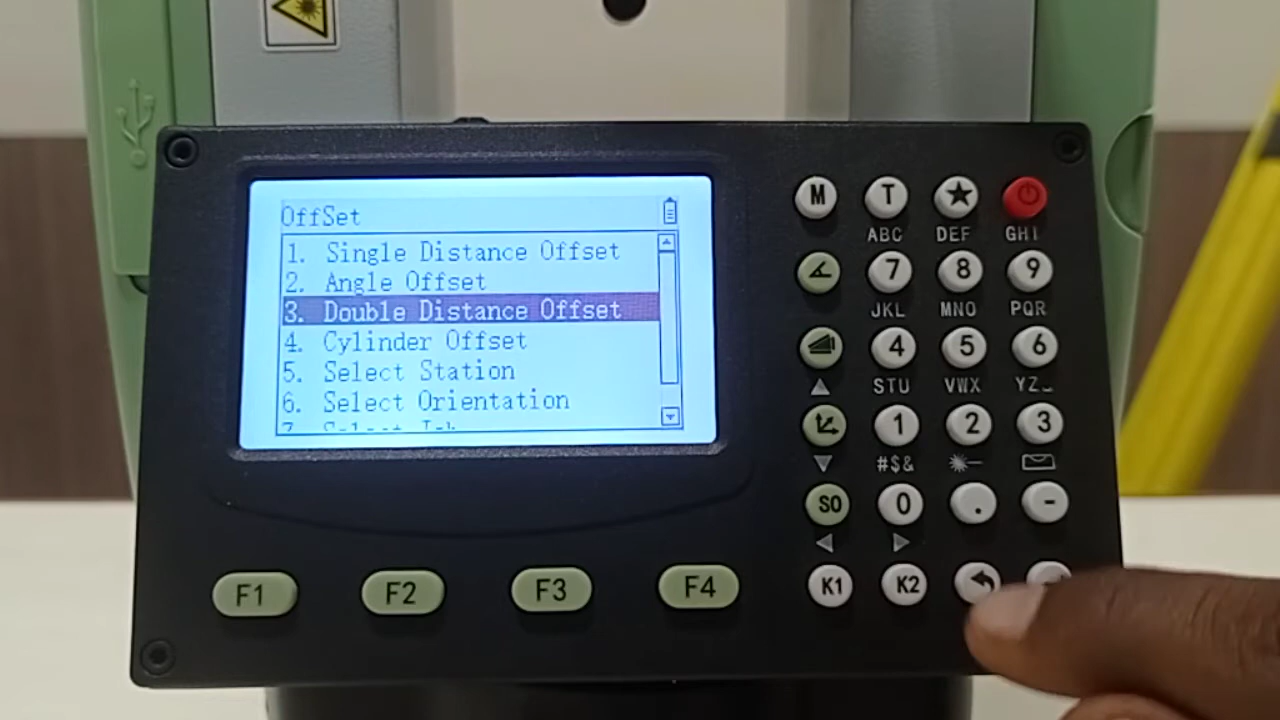 OffSet
1. Single Distance Offset
2. Angle Offset
3. Double Distance Offset
4. Cylinder Offset
5. Select Station
6. Select Orientation
M T
ABC DEF GHI
7 8 9
JKL MNO PQR
4 5 6
STU VWX YZ_
1 2 3
#$&
SO 0 . -
F1 F2 F3 F4 K1 K2